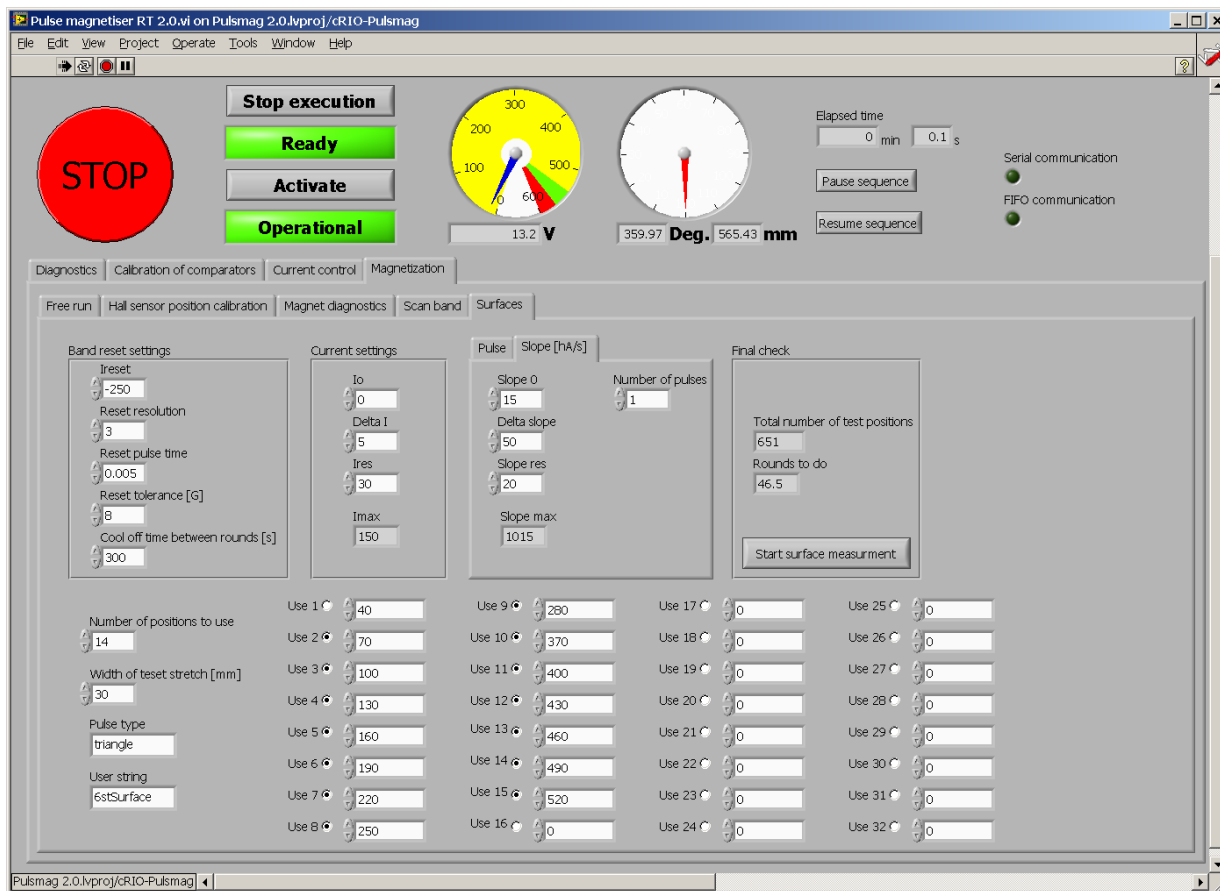 Pulse magnetiser RT 2.0.vi on Pulsmag 2.0.lvproj/cRIO-Pulsmag
File Edit View Project Operate Tools Window Help
STOP
Stop execution
Ready
Activate
Operational
0 100 200 300 400 500 600
13.2 V
359.97 Deg. 565.43 mm
Elapsed time
0 min 0.1 s
Pause sequence
Resume sequence
Serial communication
FIFO communication
Diagnostics Calibration of comparators Current control Magnetization
Free run Hall sensor position calibration Magnet diagnostics Scan band Surfaces
Band reset settings
Ireset
-250
Reset resolution
3
Reset pulse time
0.005
Reset tolerance [G]
8
Cool off time between rounds [s]
300
Current settings
Io
0
Delta I
5
Ires
30
Imax
150
Pulse Slope [hA/s]
Slope 0
15
Delta slope
50
Slope res
20
Slope max
1015
Number of pulses
1
Final check
Total number of test positions
651
Rounds to do
46.5
Start surface measurment
Number of positions to use
14
Width of teset stretch [mm]
30
Pulse type
triangle
User string
6stSurface
Use 1 40
Use 2 70
Use 3 100
Use 4 130
Use 5 160
Use 6 190
Use 7 220
Use 8 250
Use 9 280
Use 10 370
Use 11 400
Use 12 430
Use 13 460
Use 14 490
Use 15 520
Use 16 0
Use 17 0
Use 18 0
Use 19 0
Use 20 0
Use 21 0
Use 22 0
Use 23 0
Use 24 0
Use 25 0
Use 26 0
Use 27 0
Use 28 0
Use 29 0
Use 30 0
Use 31 0
Use 32 0
Pulsmag 2.0.lvproj/cRIO-Pulsmag